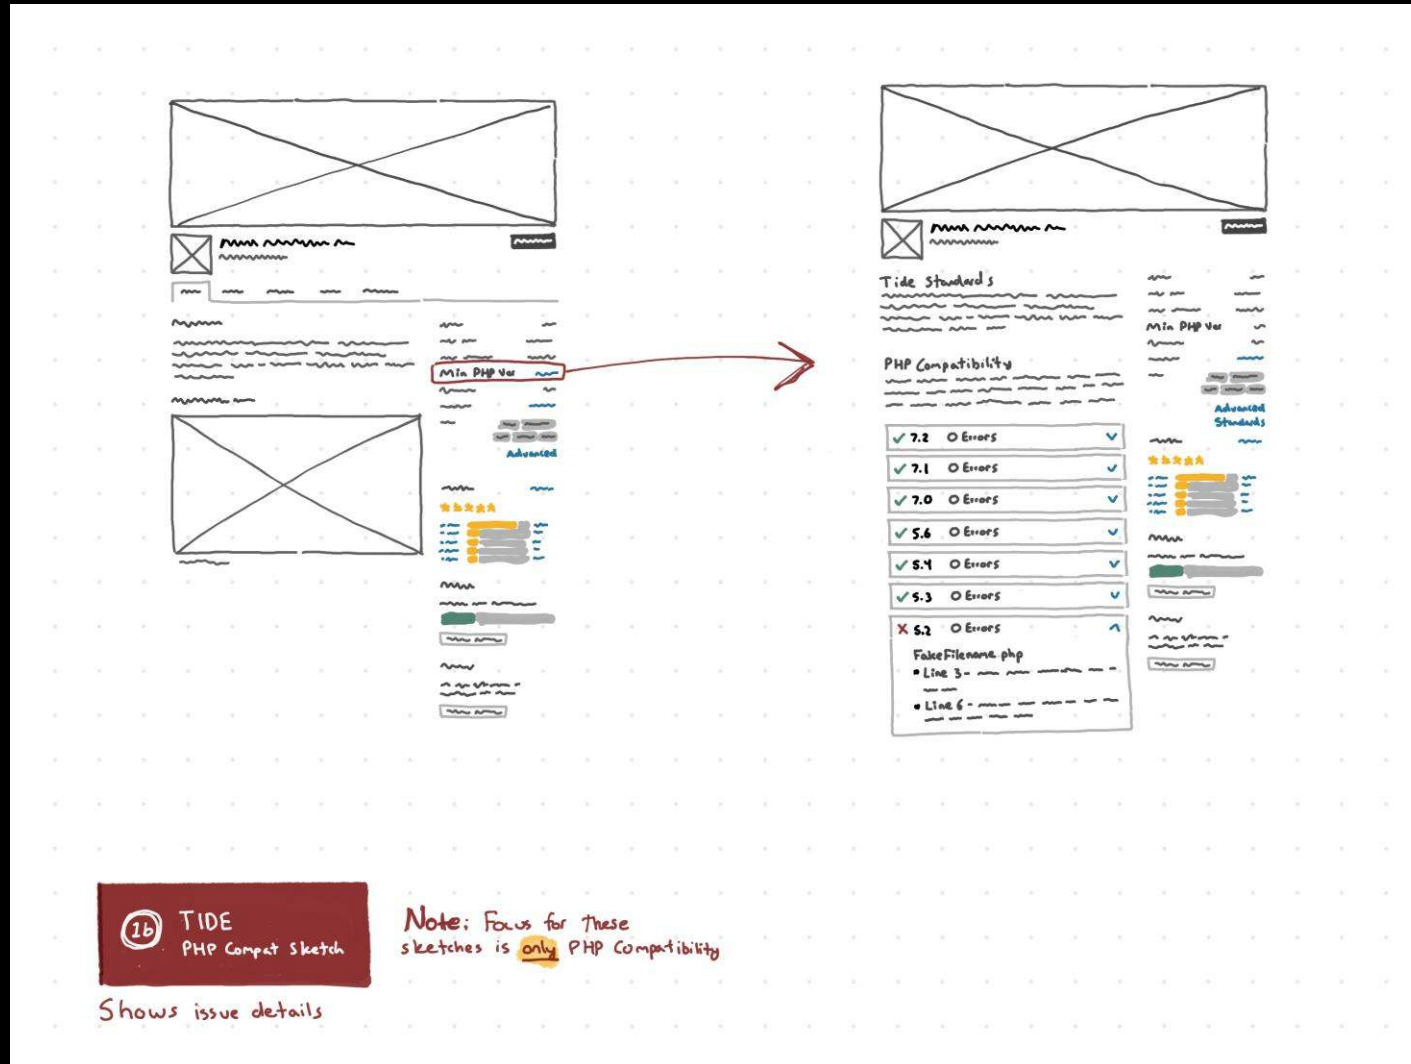 Min PHP Ver
Advanced
Tide Standards
PHP Compatibility
✓ 7.2 0 Errors
✓ 7.1 0 Errors
✓ 7.0 0 Errors
✓ 5.6 0 Errors
✓ 5.4 0 Errors
✓ 5.3 0 Errors
X 5.2 0 Errors
FakeFilename.php
• Line 3 -
• Line 6 -
Min PHP Ver
Advanced
Standards
1b TIDE
PHP Compat Sketch
Shows issue details
Note: Focus for these
sketches is only PHP Compatibility